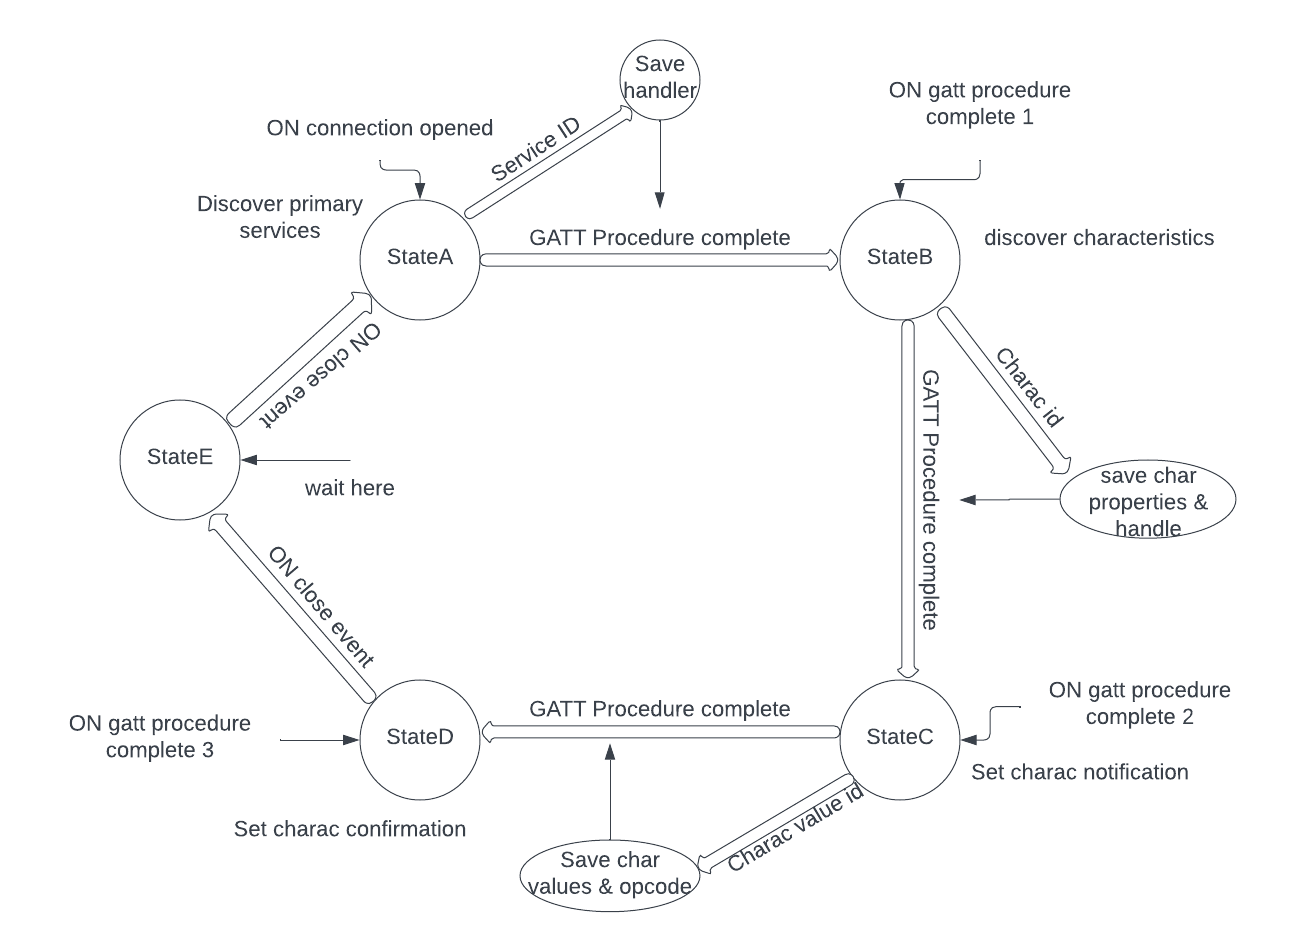 Save
handler
ON gatt procedure
complete 1
ON connection opened
Service ID
Discover primary
services
StateA
GATT Procedure complete
StateB
discover characteristics
ON close event
Charac id
GATT Procedure complete
StateE
wait here
save char
properties &
handle
ON close event
ON gatt procedure
complete 3
StateD
GATT Procedure complete
StateC
ON gatt procedure
complete 2
Set charac notification
Set charac confirmation
Charac value id
Save char
values & opcode